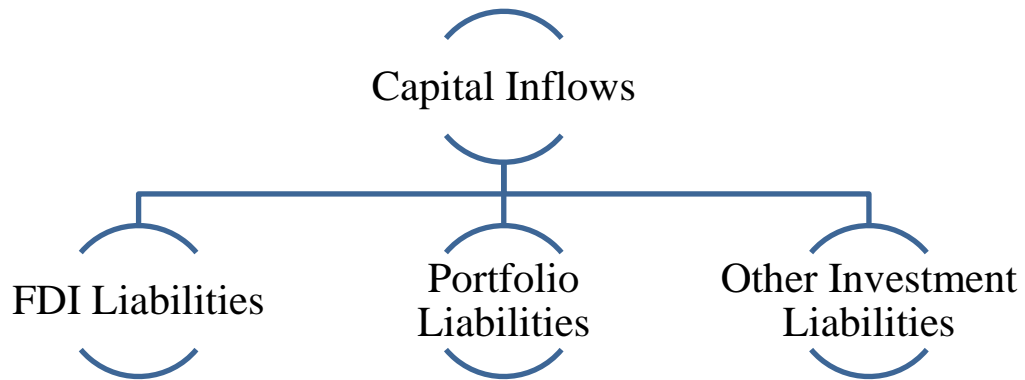 Capital Inflows
FDI Liabilities
Portfolio
Liabilities
Other Investment
Liabilities